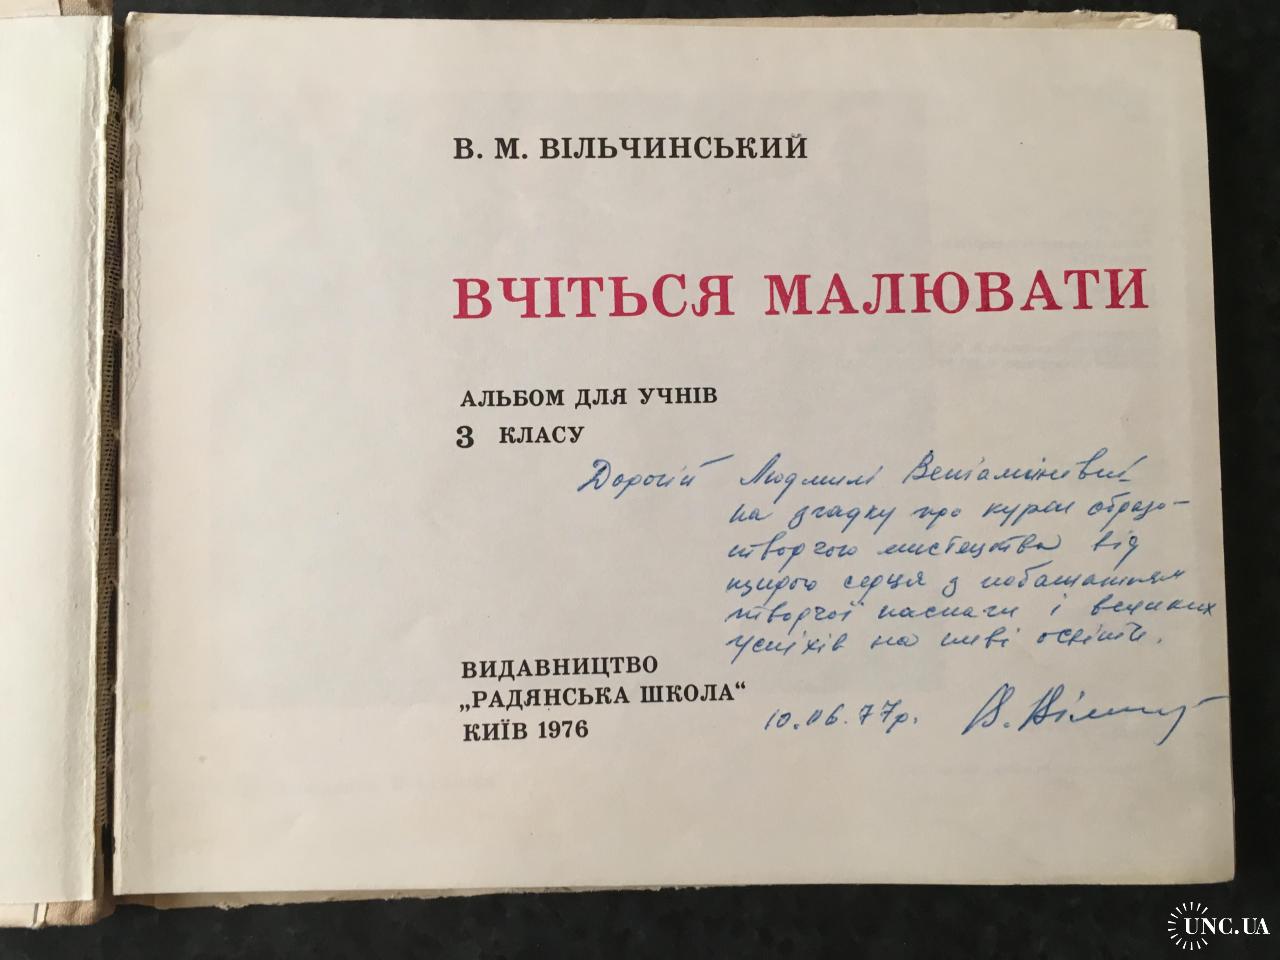 В. М. ВІЛЬЧИНСЬКИЙ
ВЧІТЬСЯ МАЛЮВАТИ
АЛЬБОМ ДЛЯ УЧНІВ
3 КЛАСУ
Дорогій Людмилі Веніамінівні
на згадку про курси образо-
творчого мистецтва від
щирого серця з побажанням
творчої наснаги і великих
успіхів на ниві освіти.
10.06.77р.
ВИДАВНИЦТВО
„РАДЯНСЬКА ШКОЛА“
КИЇВ 1976
UNC.UA